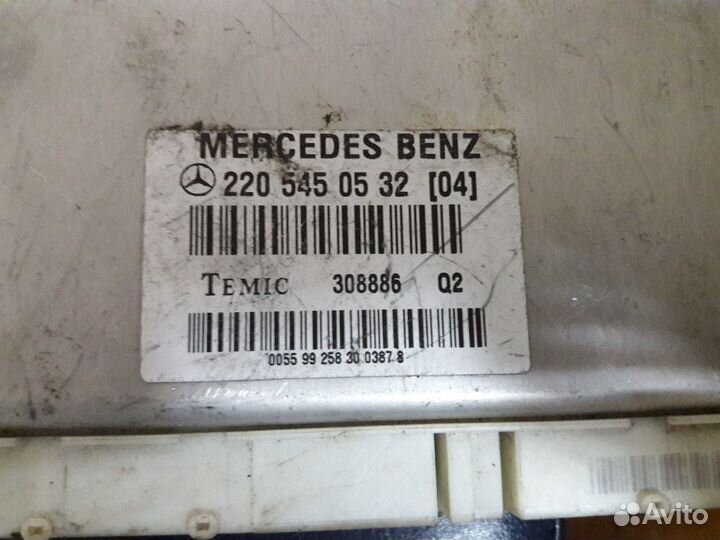 MERCEDES BENZ
220 545 05 32 [04]
TEMIC 308886 Q2
0055 99 258 30 0387 8
Avito